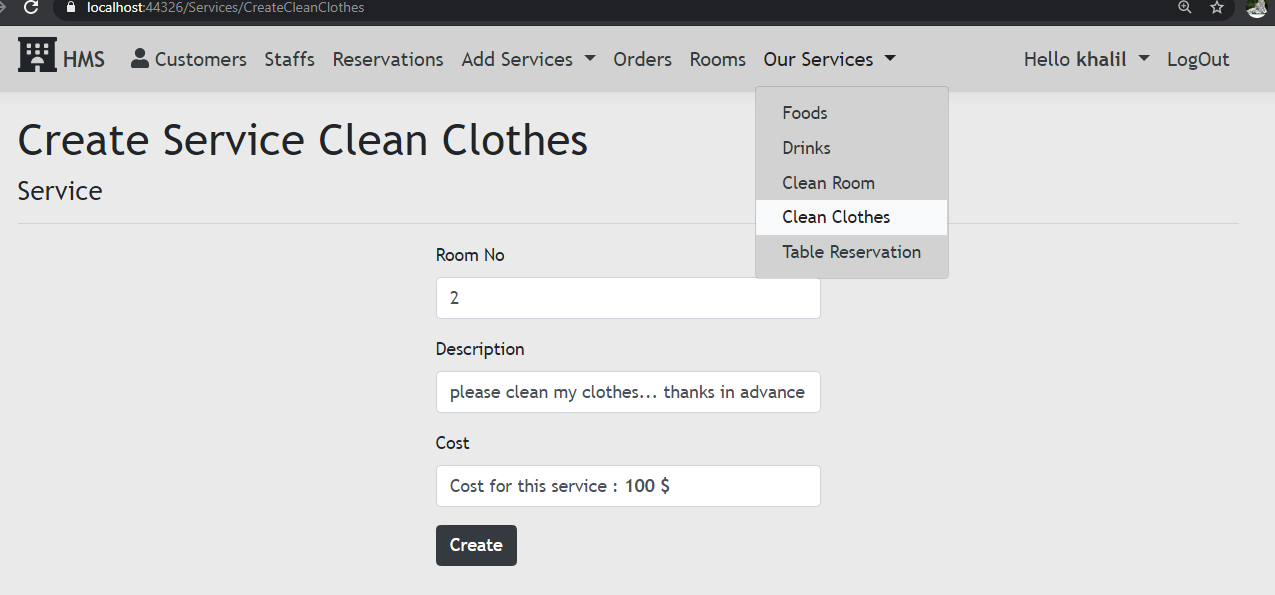 localhost:44326/Services/CreateCleanClothes
HMS Customers Staffs Reservations Add Services Orders Rooms Our Services Hello khalil LogOut
Foods
Drinks
Clean Room
Clean Clothes
Table Reservation
Create Service Clean Clothes
Service
Room No
2
Description
please clean my clothes... thanks in advance
Cost
Cost for this service : 100 $
Create